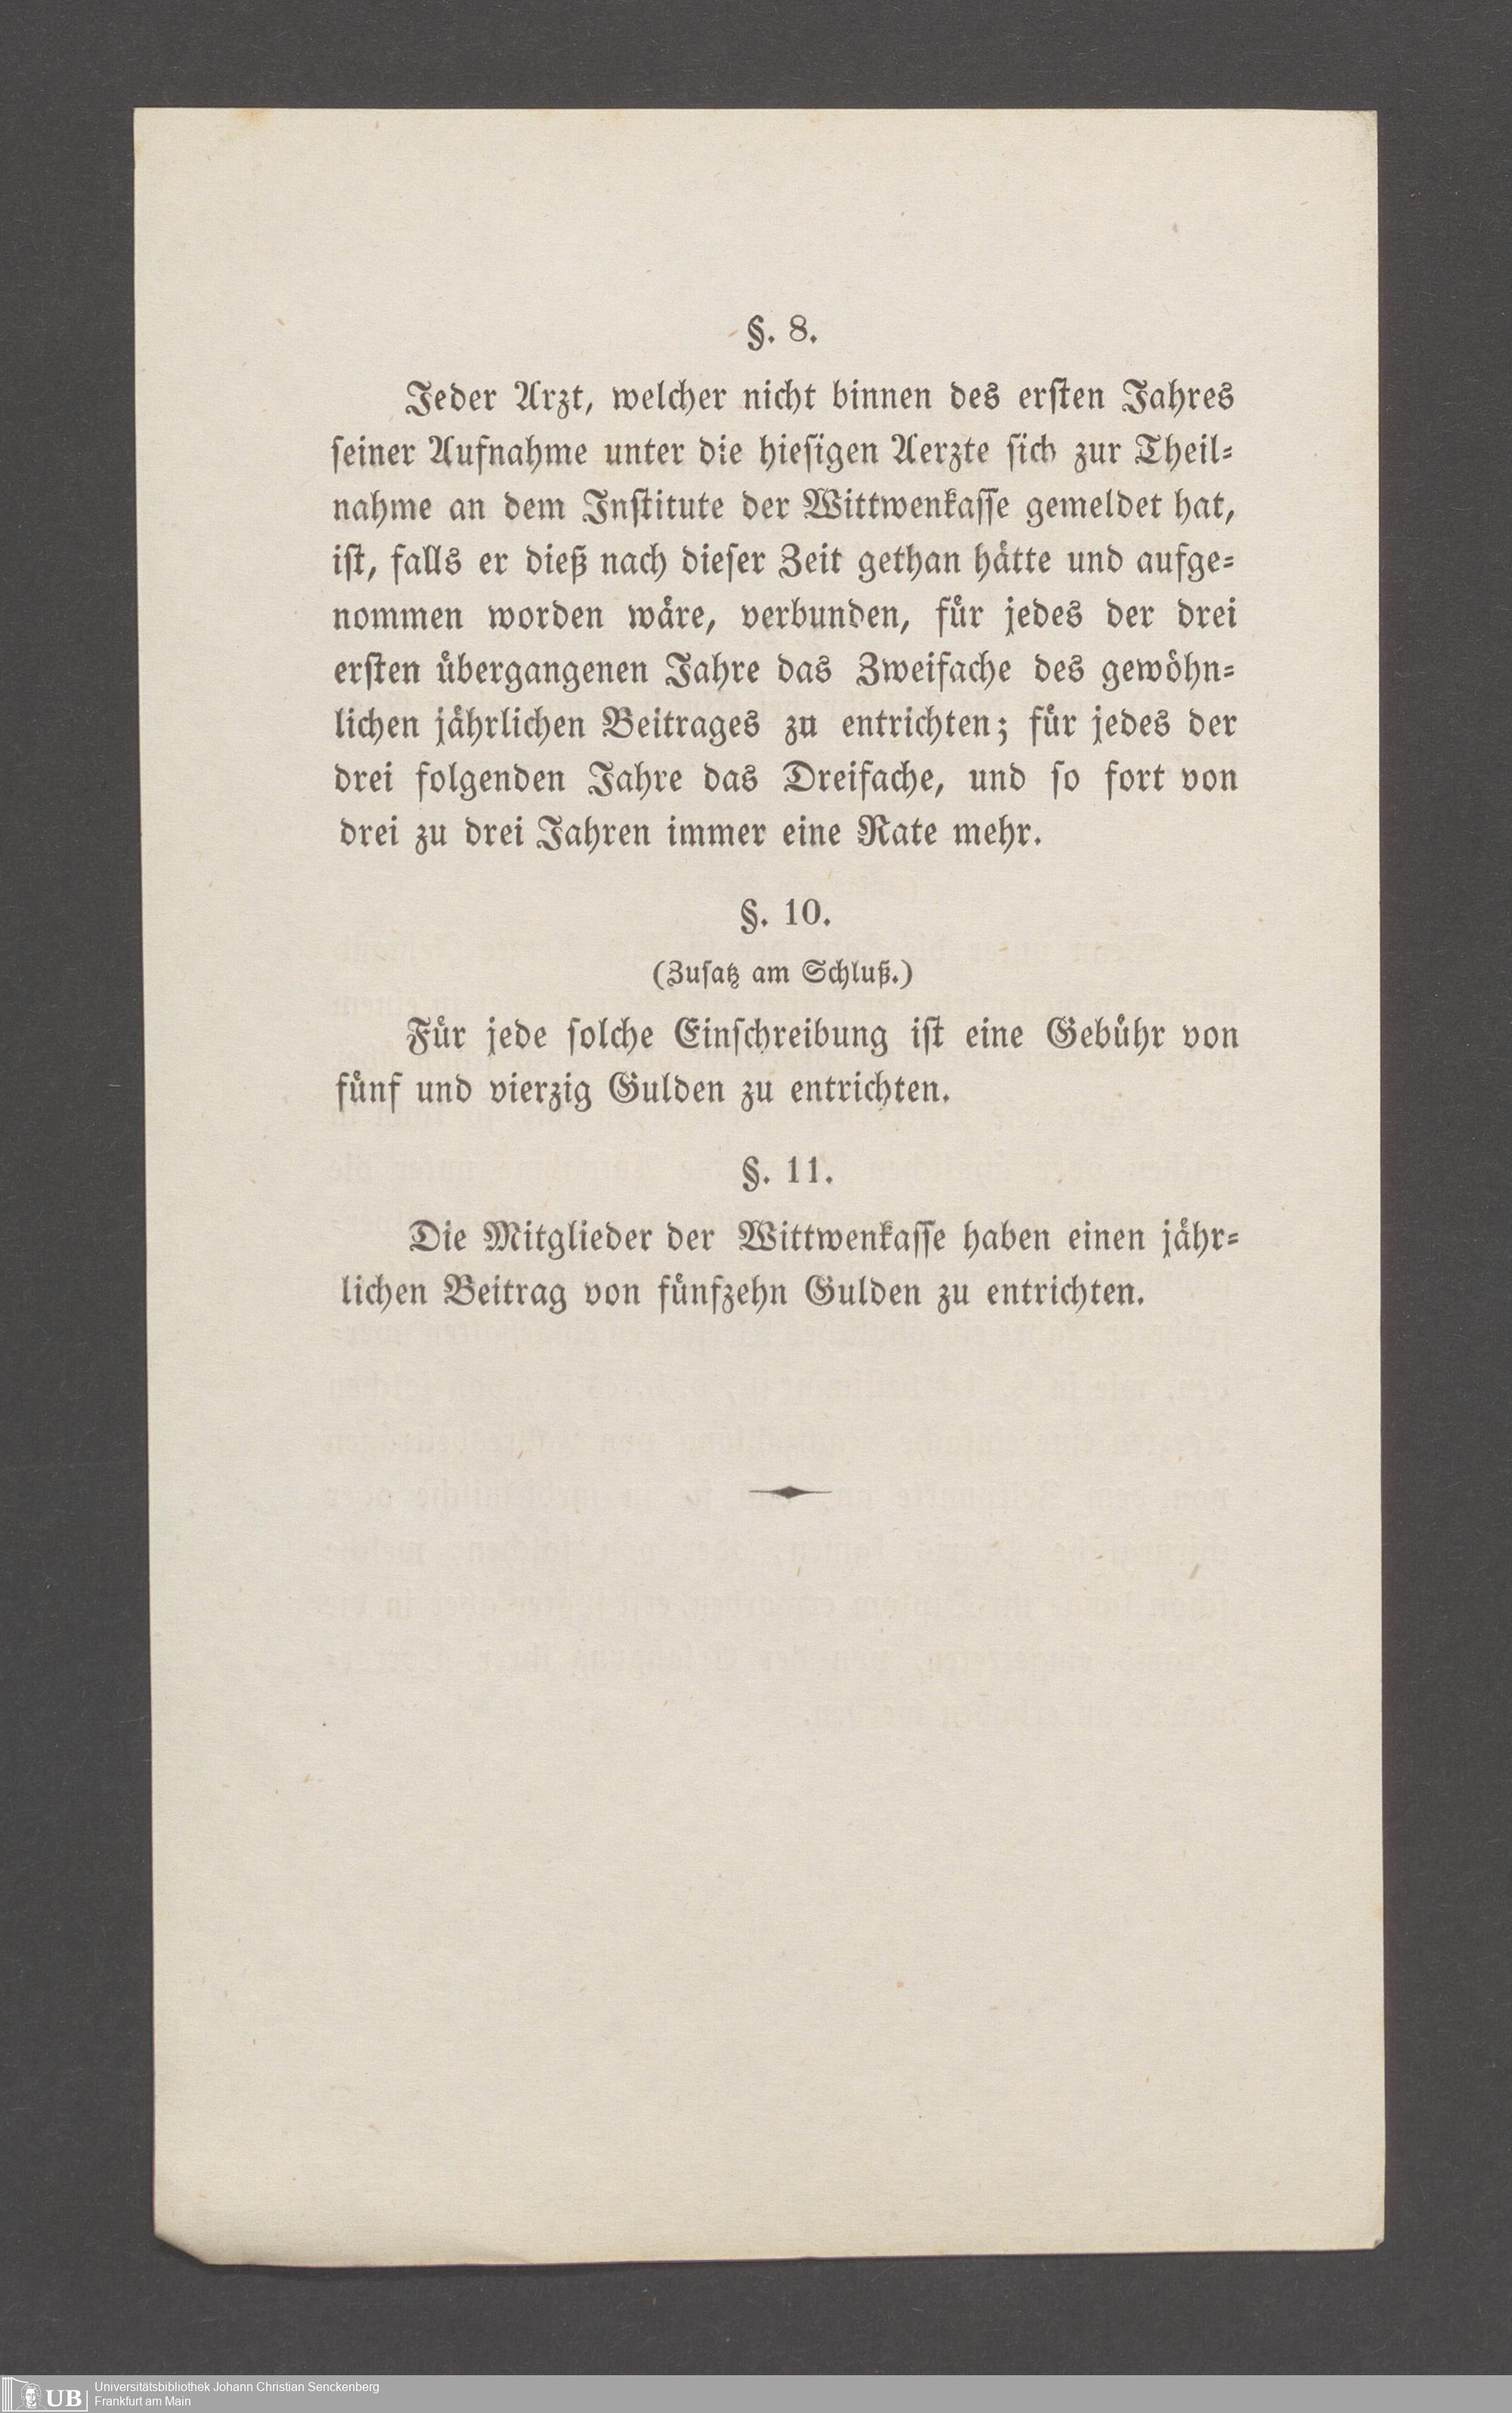 §. 8.
Jeder Arzt, welcher nicht binnen des ersten Jahres
seiner Aufnahme unter die hiesigen Aerzte sich zur Theil=
nahme an dem Institute der Wittwenkasse gemeldet hat,
ist, falls er dieß nach dieser Zeit gethan hätte und aufge=
nommen worden wäre, verbunden, für jedes der drei
ersten übergangenen Jahre das Zweifache des gewöhn=
lichen jährlichen Beitrages zu entrichten; für jedes der
drei folgenden Jahre das Dreifache, und so fort von
drei zu drei Jahren immer eine Rate mehr.
§. 10.
(Zusatz am Schluß.)
Für jede solche Einschreibung ist eine Gebühr von
fünf und vierzig Gulden zu entrichten.
§. 11.
Die Mitglieder der Wittwenkasse haben einen jähr=
lichen Beitrag von fünfzehn Gulden zu entrichten.
UB
Universitätsbibliothek Johann Christian Senckenberg
Frankfurt am Main